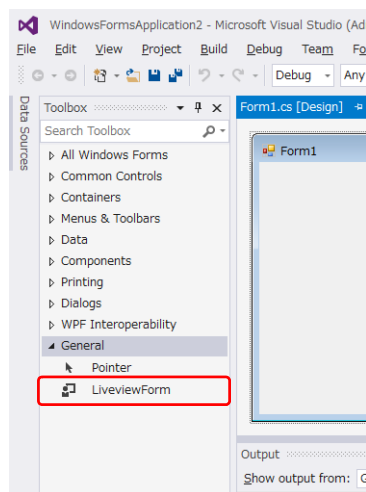 WindowsFormsApplication2 - Microsoft Visual Studio (Ad
File Edit View Project Build Debug Team Fo
Debug Any
Data Sources
Toolbox
Form1.cs [Design]
Search Toolbox
Form1
All Windows Forms
Common Controls
Containers
Menus & Toolbars
Data
Components
Printing
Dialogs
WPF Interoperability
General
Pointer
LiveviewForm
Output
Show output from: G